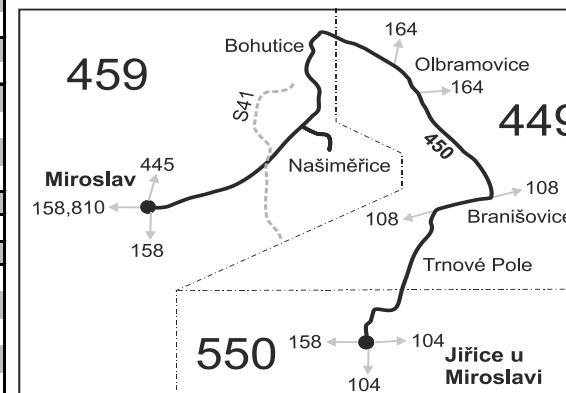 164
Bohutice
Olbramovice
459
164
S41
449
450
Našiměřice
445
Miroslav
108
158,810
108
Branišovice
158
Trnové Pole
550
158
104
Jiřice u
Miroslavi
104